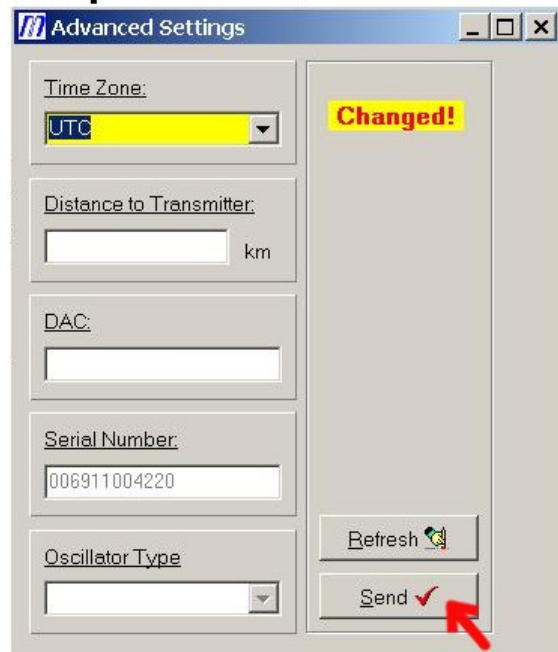 Advanced Settings
Time Zone:
UTC
Changed!
Distance to Transmitter:
km
DAC:
Serial Number:
006911004220
Oscillator Type
Refresh
Send